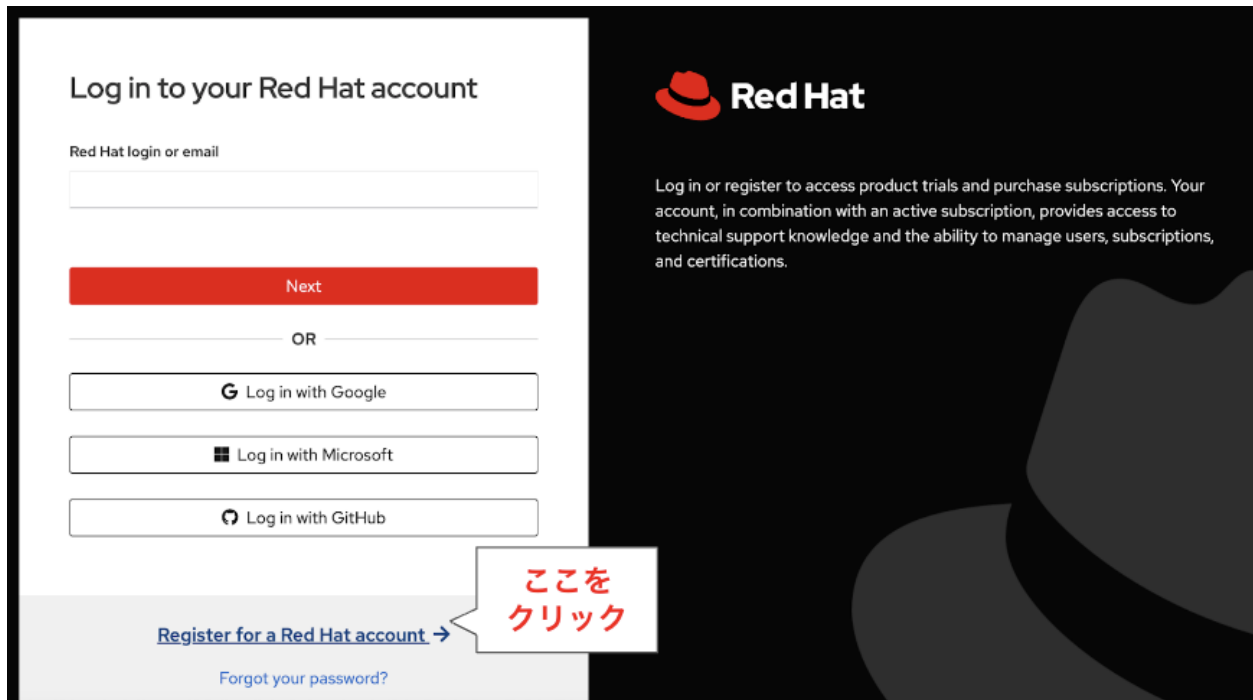 Log in to your Red Hat account
Red Hat login or email
Next
OR
Log in with Google
Log in with Microsoft
Log in with GitHub
ここを
クリック
Register for a Red Hat account →
Forgot your password?
Red Hat
Log in or register to access product trials and purchase subscriptions. Your
account, in combination with an active subscription, provides access to
technical support knowledge and the ability to manage users, subscriptions,
and certifications.